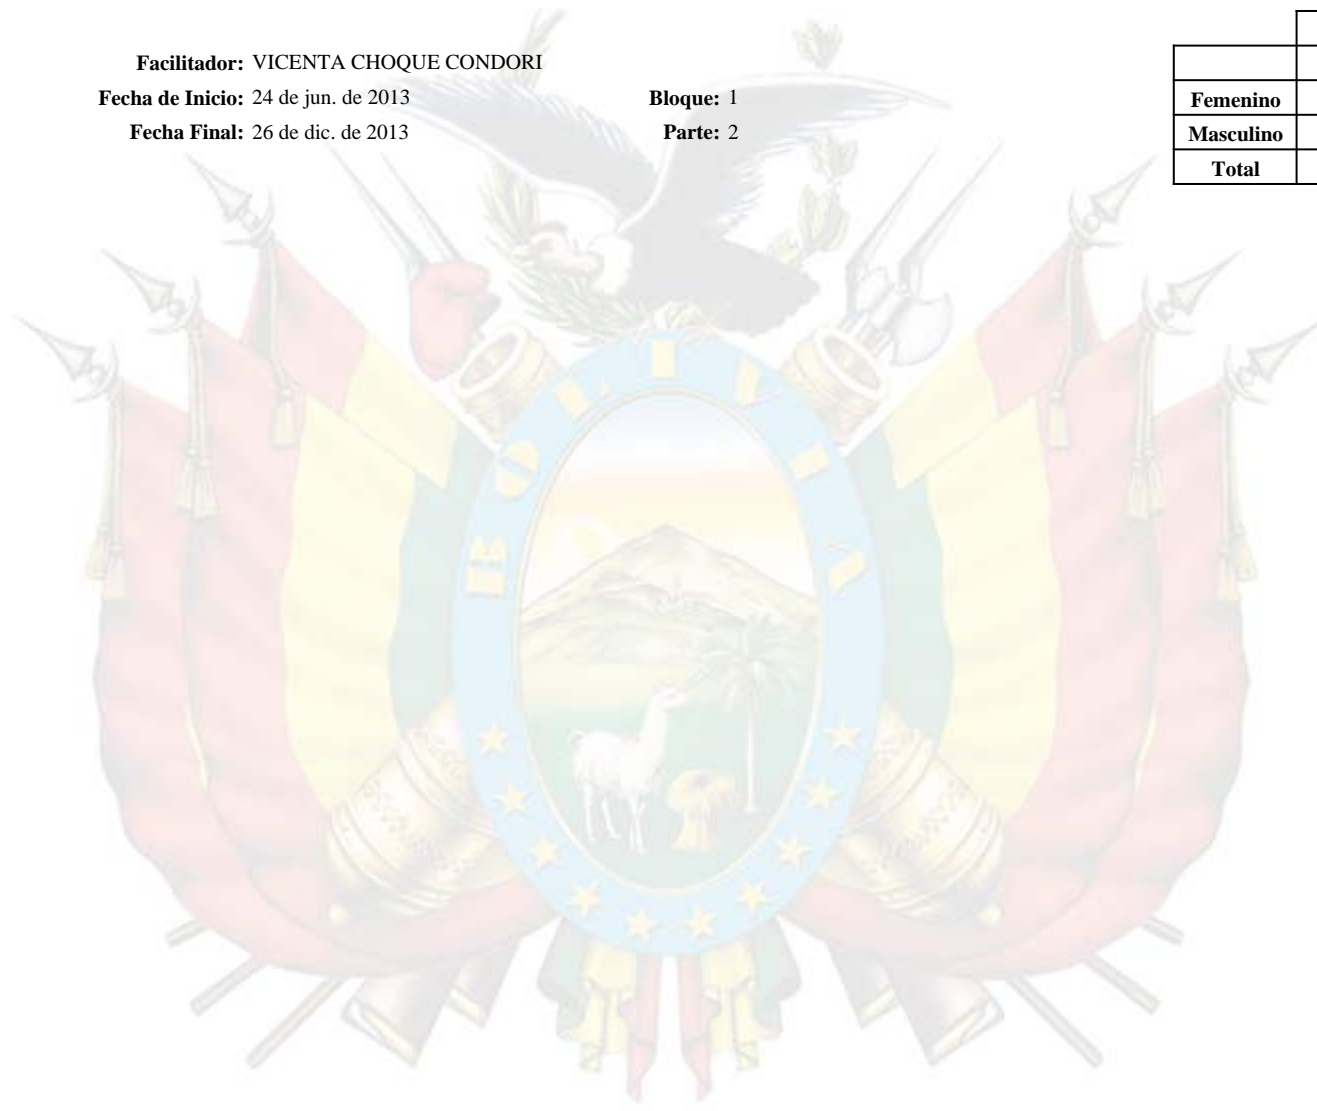 Facilitador: VICENTA CHOQUE CONDORI
Fecha de Inicio: 24 de jun. de 2013 Bloque: 1
Fecha Final: 26 de dic. de 2013 Parte: 2
Femenino
Masculino
Total
BOLIVIA